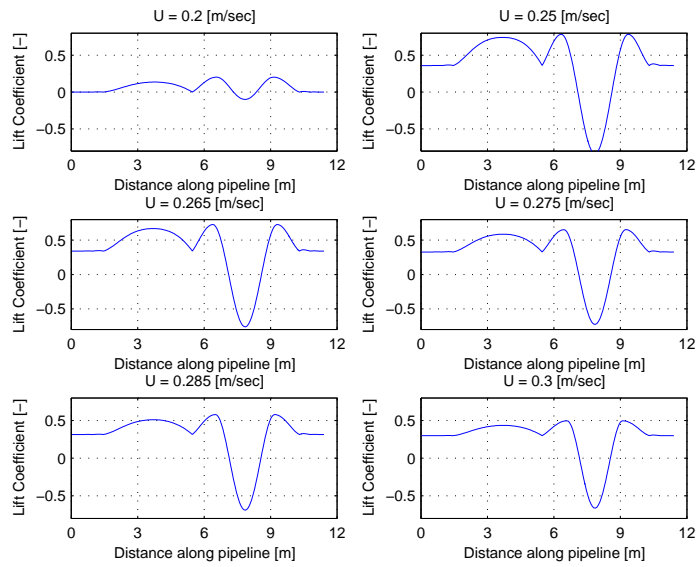 U = 0.2 [m/sec]
Lift Coefficient [−]
0.5
0
−0.5
0 3 6 9 12
Distance along pipeline [m]
U = 0.25 [m/sec]
Lift Coefficient [−]
0.5
0
−0.5
0 3 6 9 12
Distance along pipeline [m]
U = 0.265 [m/sec]
Lift Coefficient [−]
0.5
0
−0.5
0 3 6 9 12
Distance along pipeline [m]
U = 0.275 [m/sec]
Lift Coefficient [−]
0.5
0
−0.5
0 3 6 9 12
Distance along pipeline [m]
U = 0.285 [m/sec]
Lift Coefficient [−]
0.5
0
−0.5
0 3 6 9 12
Distance along pipeline [m]
U = 0.3 [m/sec]
Lift Coefficient [−]
0.5
0
−0.5
0 3 6 9 12
Distance along pipeline [m]